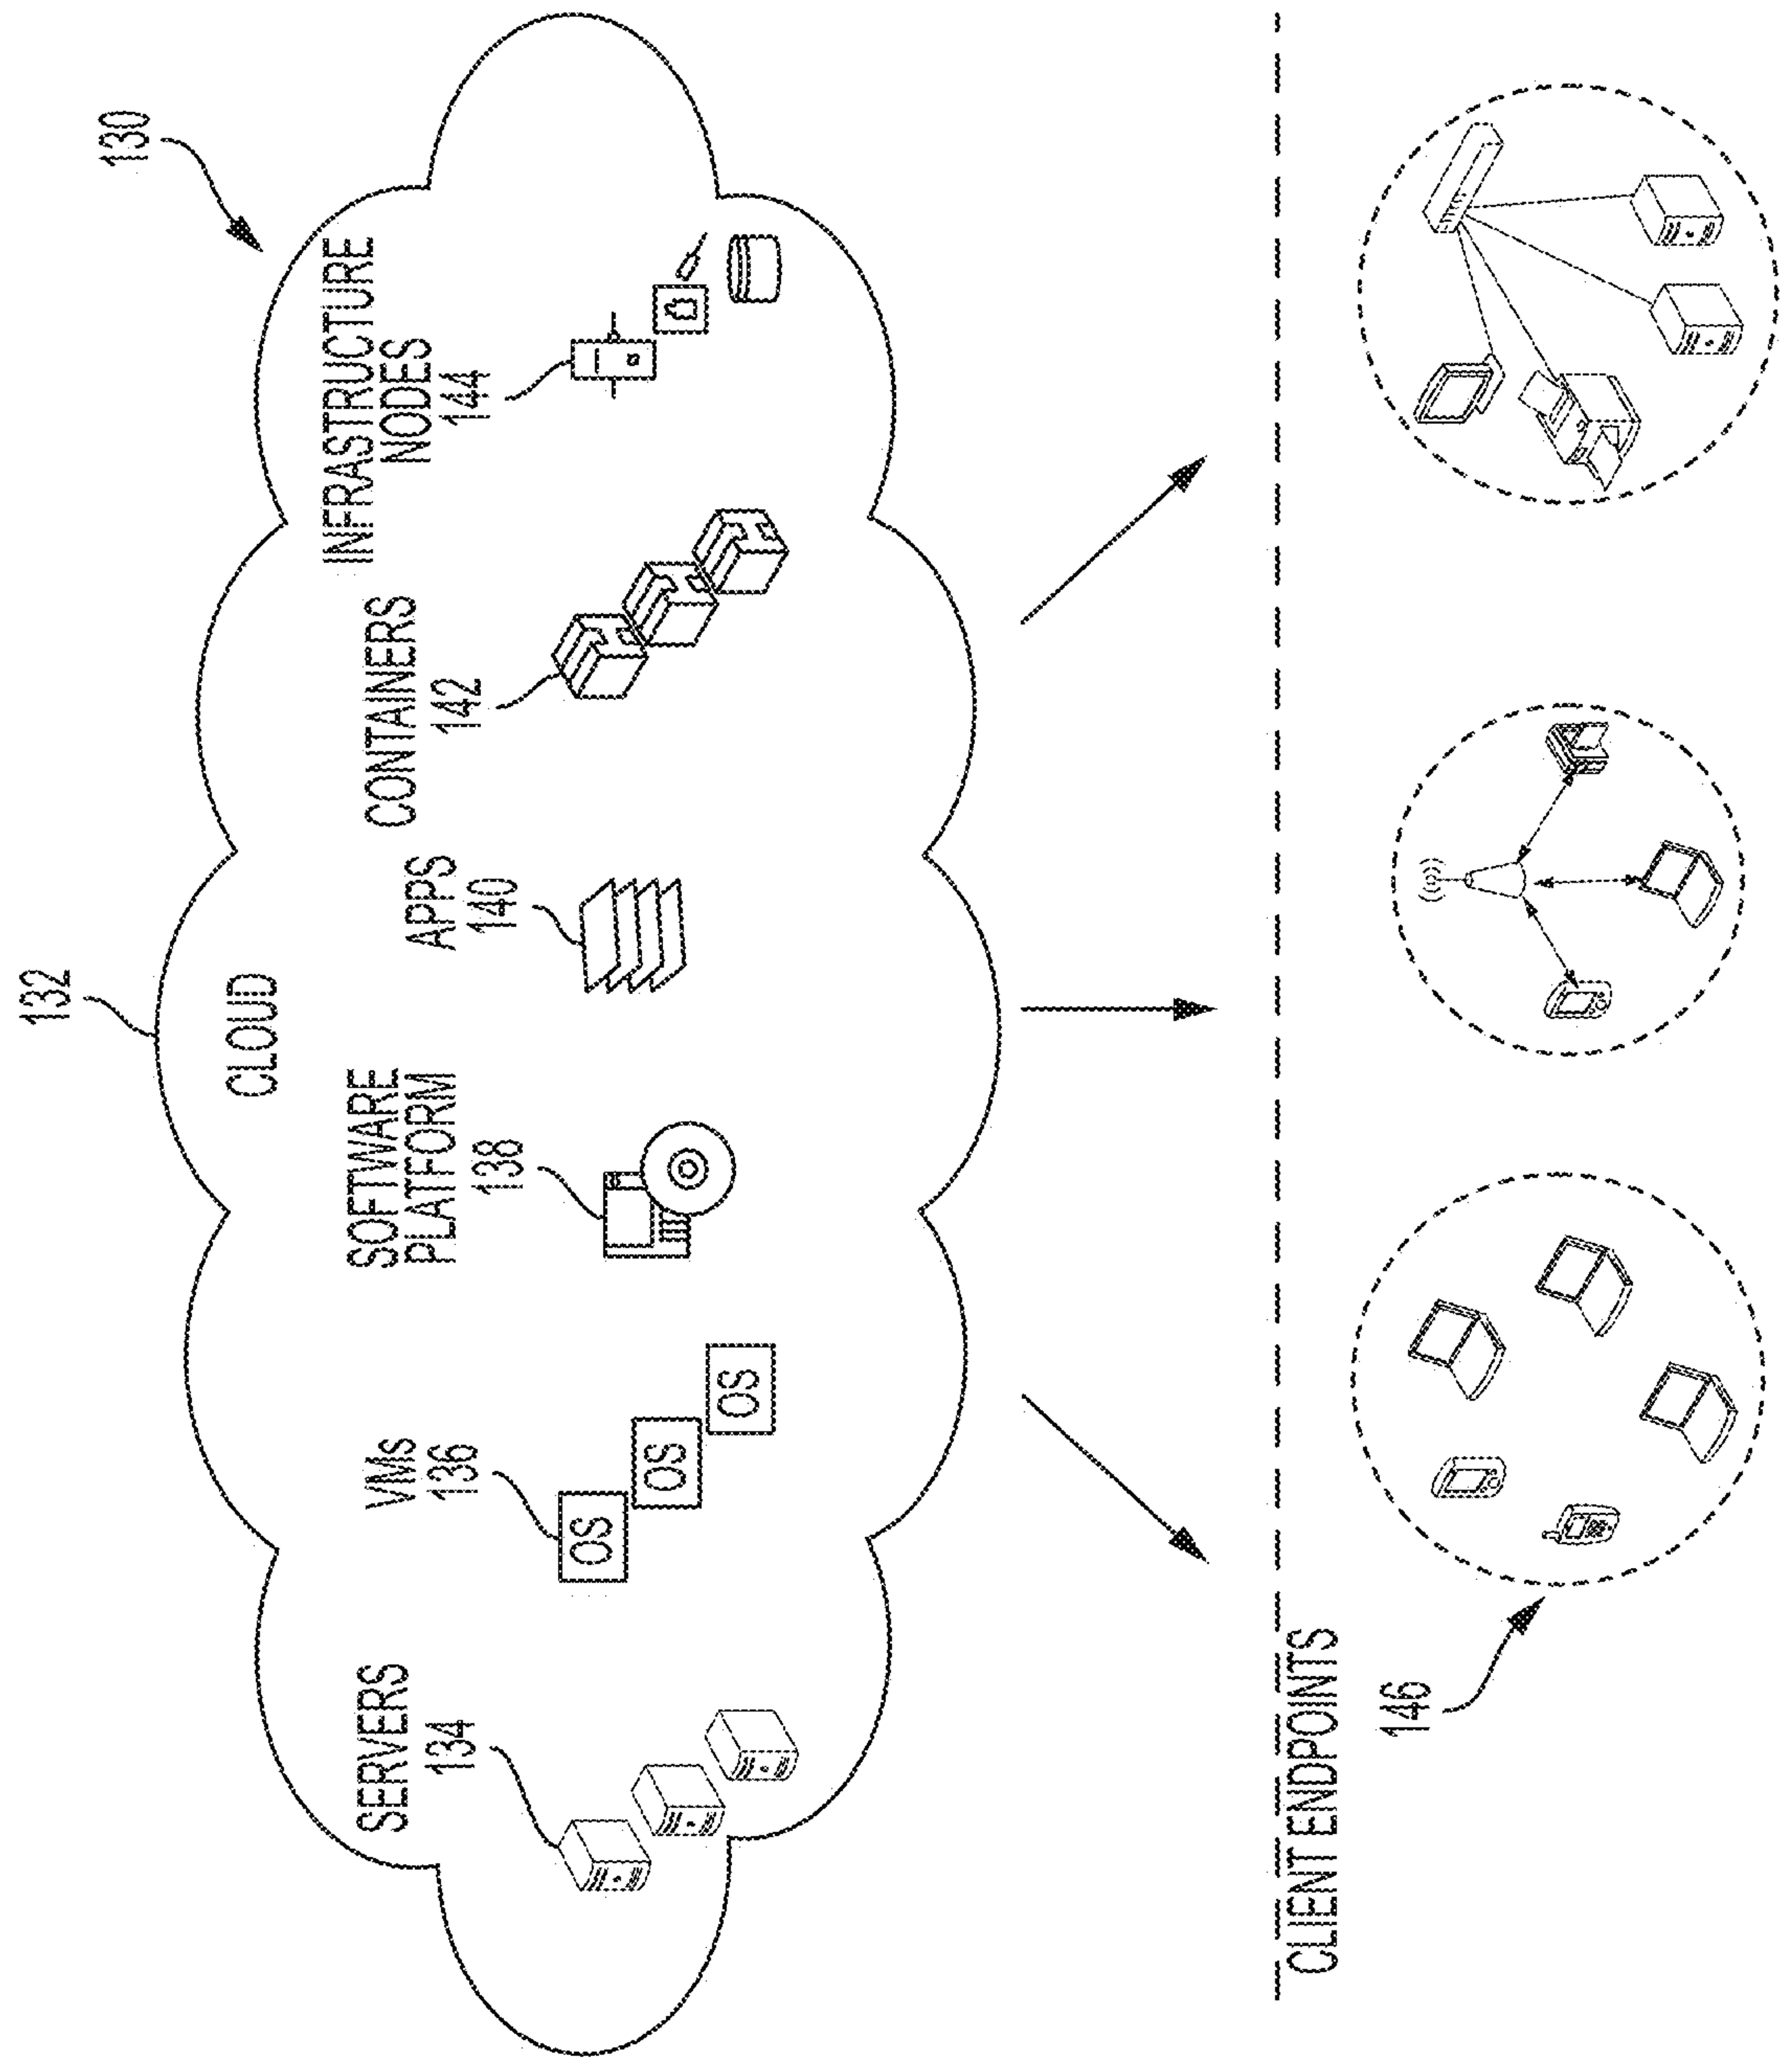 130
132
CLOUD
SERVERS
134
VMs
136
OS
OS
OS
SOFTWARE
PLATFORM
138
APPS
140
CONTAINERS
142
INFRASTRUCTURE
NODES
144
CLIENT ENDPOINTS
146